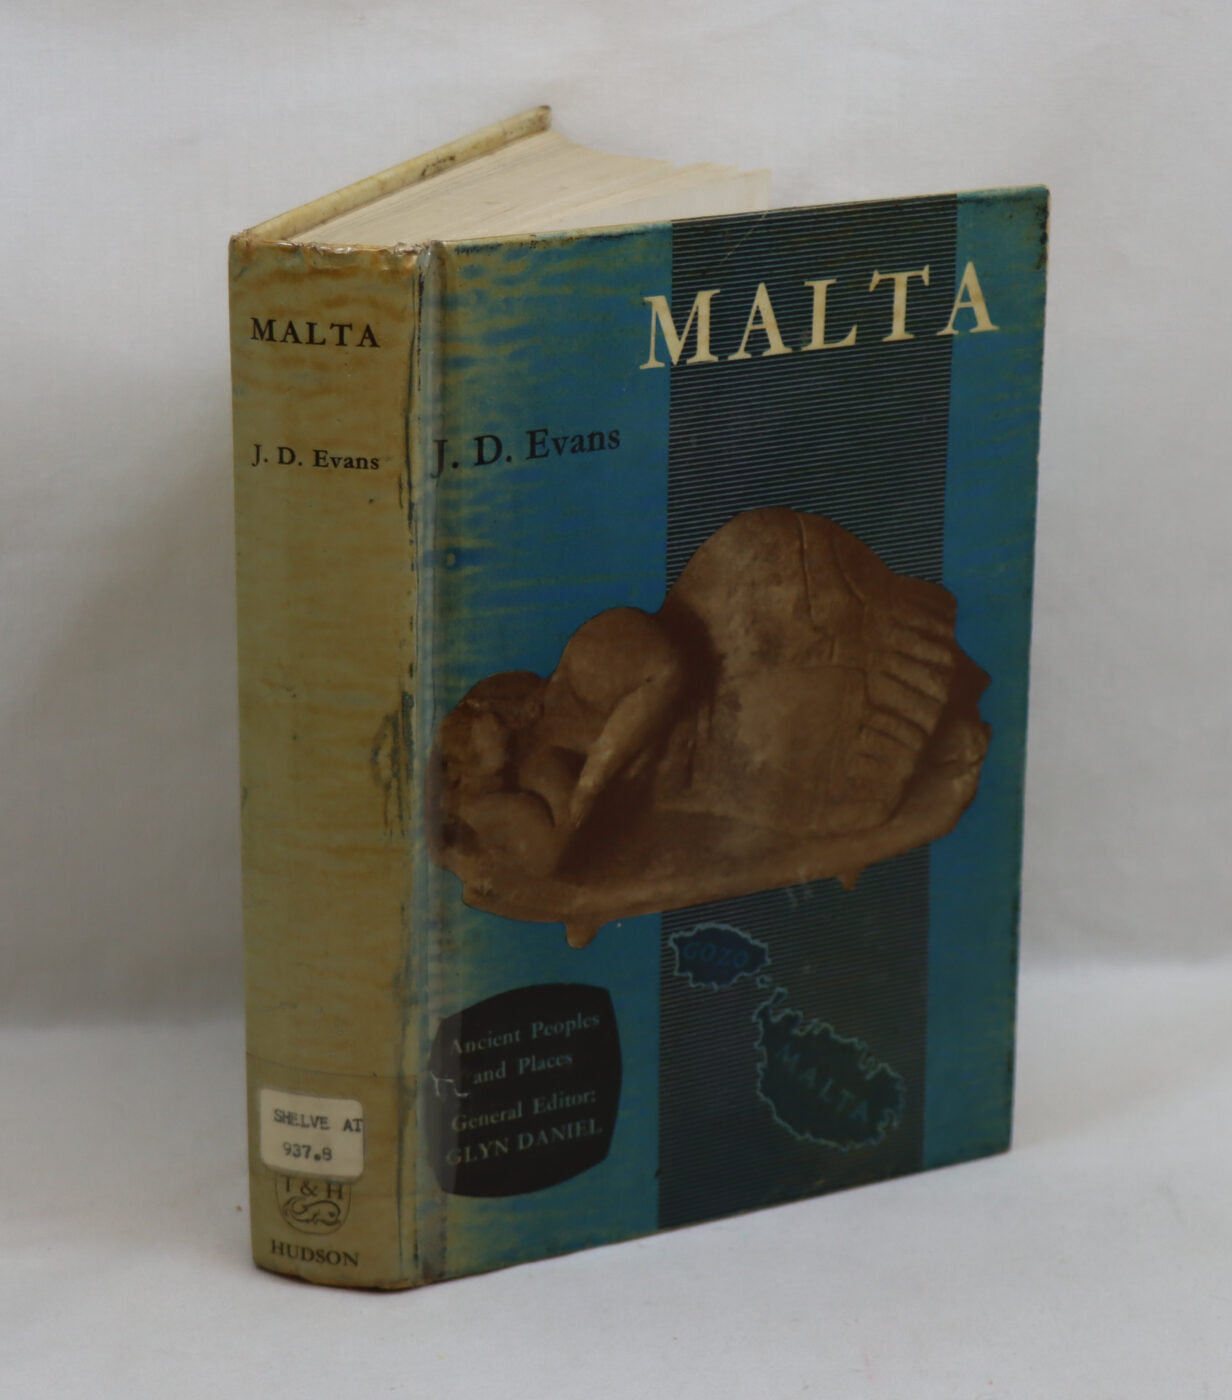 MALTA
J. D. Evans
SHELVE AT
937.8
T & H
HUDSON
MALTA
J. D. Evans
GOZO
MALTA
Ancient Peoples
and Places
General Editor:
GLYN DANIEL